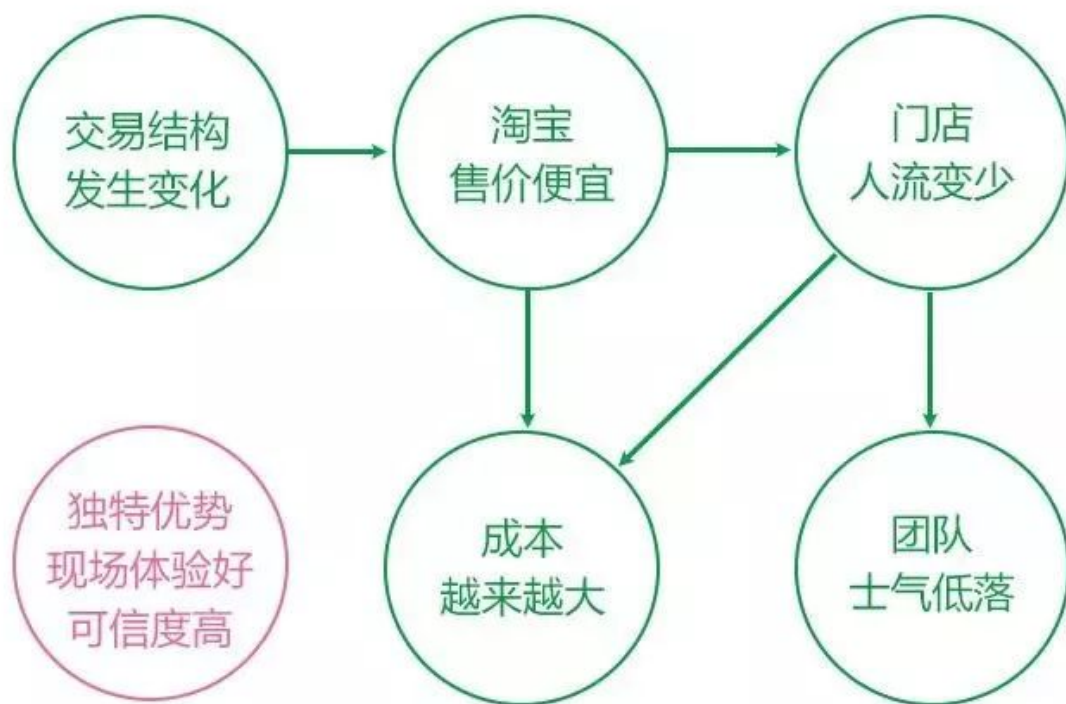 交易结构
发生变化
淘宝
售价便宜
门店
人流变少
独特优势
现场体验好
可信度高
成本
越来越大
团队
士气低落